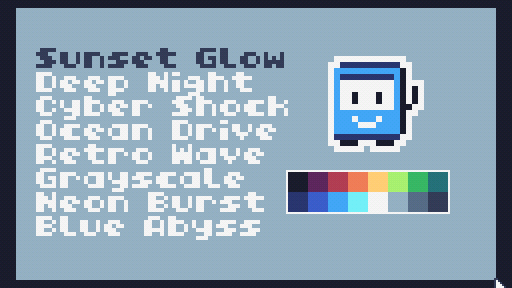 Sunset Glow
Deep Night
Cyber Shock
Ocean Drive
Retro Wave
Grayscale
Neon Burst
Blue Abyss